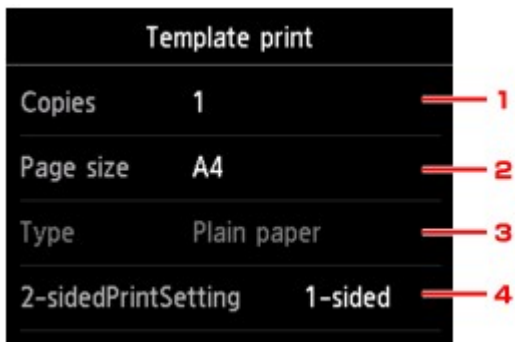 Template print
Copies 1 1
Page size A4 2
Type Plain paper 3
2-sidedPrintSetting 1-sided 4